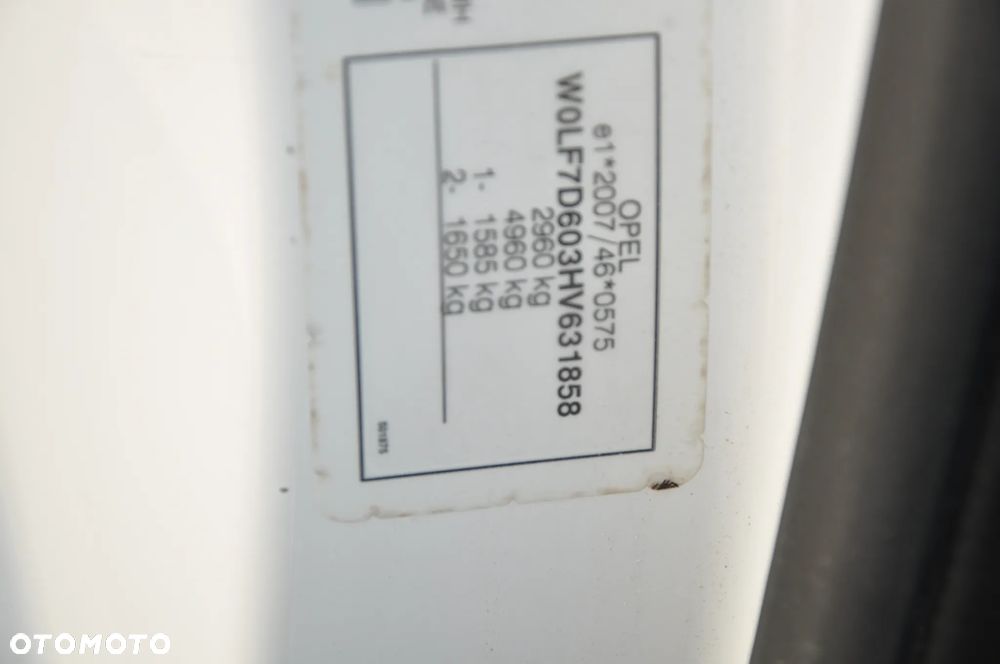 OPEL
e1*2007/46*0575
W0LF7D603HV631858
2960 kg
4960 kg
1- 1585 kg
2- 1650 kg
OTOMOTO